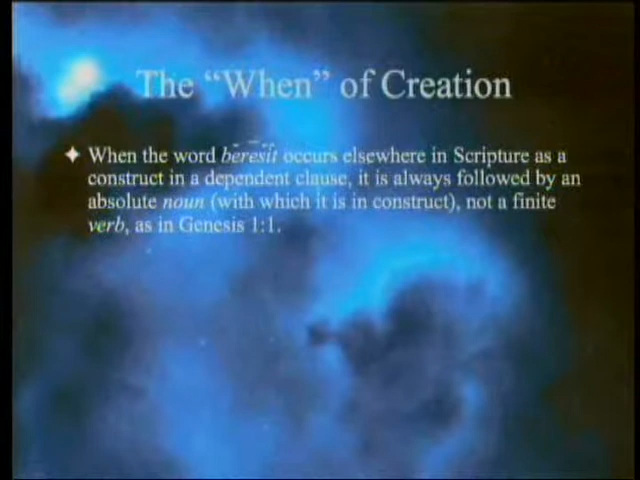 The “When” of Creation
✦ When the word bērēšît occurs elsewhere in Scripture as a
construct in a dependent clause, it is always followed by an
absolute noun (with which it is in construct), not a finite
verb, as in Genesis 1:1.